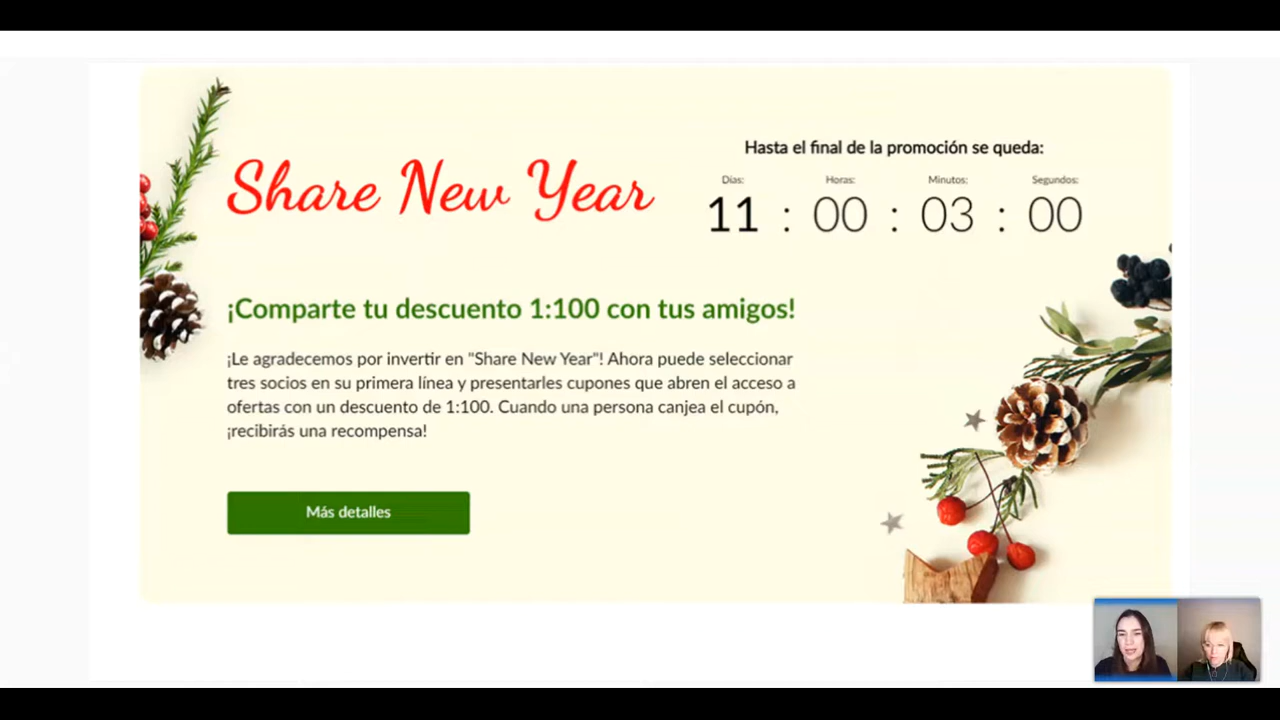 Share New Year
Hasta el final de la promoción se queda:
Días: Horas: Minutos: Segundos:
11 : 00 : 03 : 00
¡Comparte tu descuento 1:100 con tus amigos!
¡Le agradecemos por invertir en "Share New Year"! Ahora puede seleccionar
tres socios en su primera línea y presentarles cupones que abren el acceso a
ofertas con un descuento de 1:100. Cuando una persona canjea el cupón,
¡recibirás una recompensa!
Más detalles